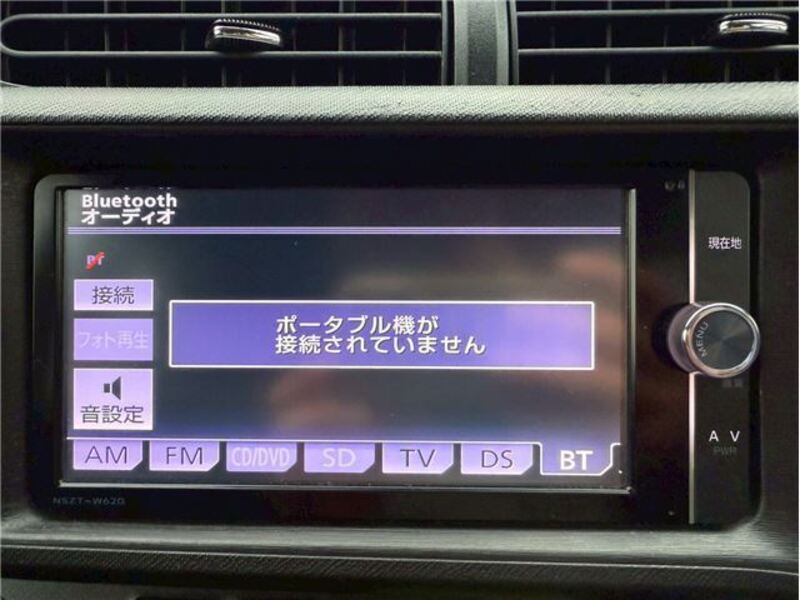 Bluetooth
オーディオ
BT
接続
フォト再生
音設定
ポータブル機が
接続されていません
AM FM CD/DVD SD TV DS BT
NSZT-W62G
現在地
MENU
A V
PWR